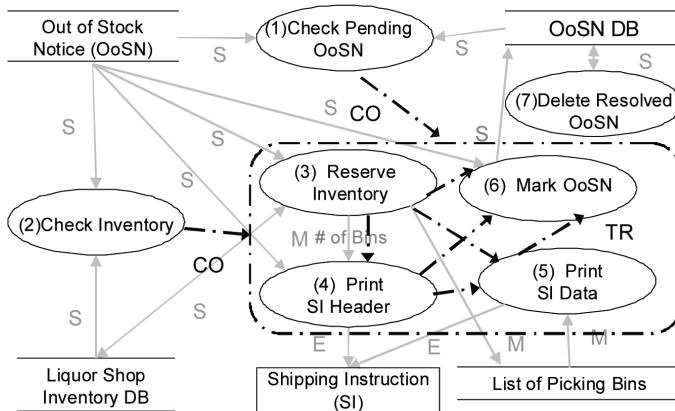 Out of Stock
Notice (OoSN)
(1)Check Pending
OoSN
OoSN DB
S
S
S
(7)Delete Resolved
OoSN
S
CO
S
S
S
S
(3) Reserve
Inventory
(6) Mark OoSN
(2)Check Inventory
M # of Bins
TR
CO
(4) Print
SI Header
(5) Print
SI Data
S
S
E
E
M
M
Liquor Shop
Inventory DB
Shipping Instruction
(SI)
List of Picking Bins